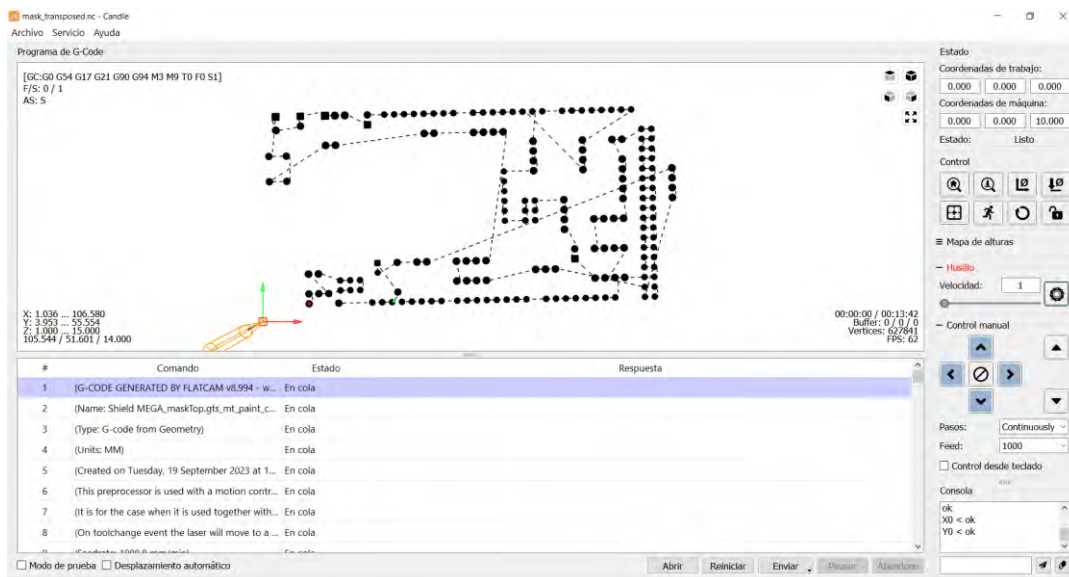 mask_transposed.nc - Candle
Archivo Servicio Ayuda
Programa de G-Code
[GC:G0 G54 G17 G21 G90 G94 M3 M9 T0 F0 S1]
F/S: 0 / 1
AS: S
X: 1.036 ... 106.580
Y: 3.953 ... 55.554
Z: 1.000 ... 15.000
105.544 / 51.601 / 14.000
00:00:00 / 00:13:42
Buffer: 0 / 0 / 0
Vertices: 627841
FPS: 62
# Comando Estado Respuesta
1 (G-CODE GENERATED BY FLATCAM v8.994 - w... En cola
2 (Name: Shield MEGA_maskTop.gts_mt_paint_c... En cola
3 (Type: G-code from Geometry) En cola
4 (Units: MM) En cola
5 (Created on Tuesday, 19 September 2023 at 1... En cola
6 (This preprocessor is used with a motion contr... En cola
7 (It is for the case when it is used together with... En cola
8 (On toolchange event the laser will move to a ... En cola
Modo de prueba Desplazamiento automático
Abrir Reiniciar Enviar Pausar Abandono
Estado
Coordenadas de trabajo:
0.000 0.000 0.000
Coordenadas de máquina:
0.000 0.000 10.000
Estado: Listo
Control
Mapa de alturas
Husillo
Velocidad: 1
Control manual
Pasos: Continuously
Feed: 1000
Control desde teclado
Consola
ok
X0 < ok
Y0 < ok